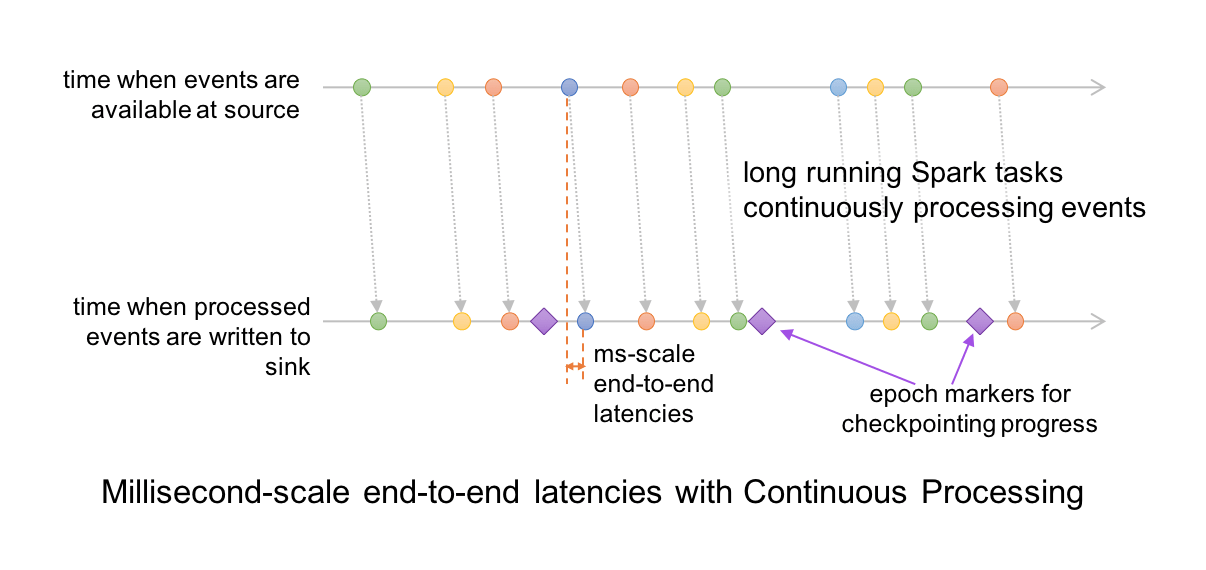 time when events are
available at source
long running Spark tasks
continuously processing events
time when processed
events are written to
sink
ms-scale
end-to-end
latencies
epoch markers for
checkpointing progress
Millisecond-scale end-to-end latencies with Continuous Processing